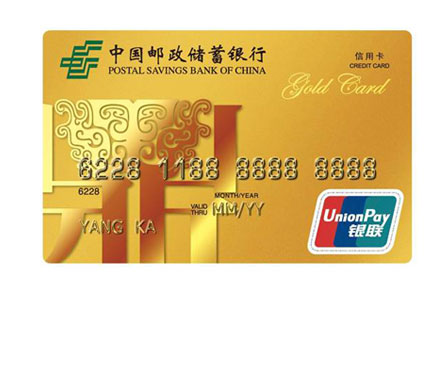 中国邮政储蓄银行
POSTAL SAVINGS BANK OF CHINA
信用卡
CREDIT CARD
Gold Card
6228 1188 8888 8888
6228
MONTH/YEAR
VALID THRU
MM/YY
YANG KA
UnionPay
银联